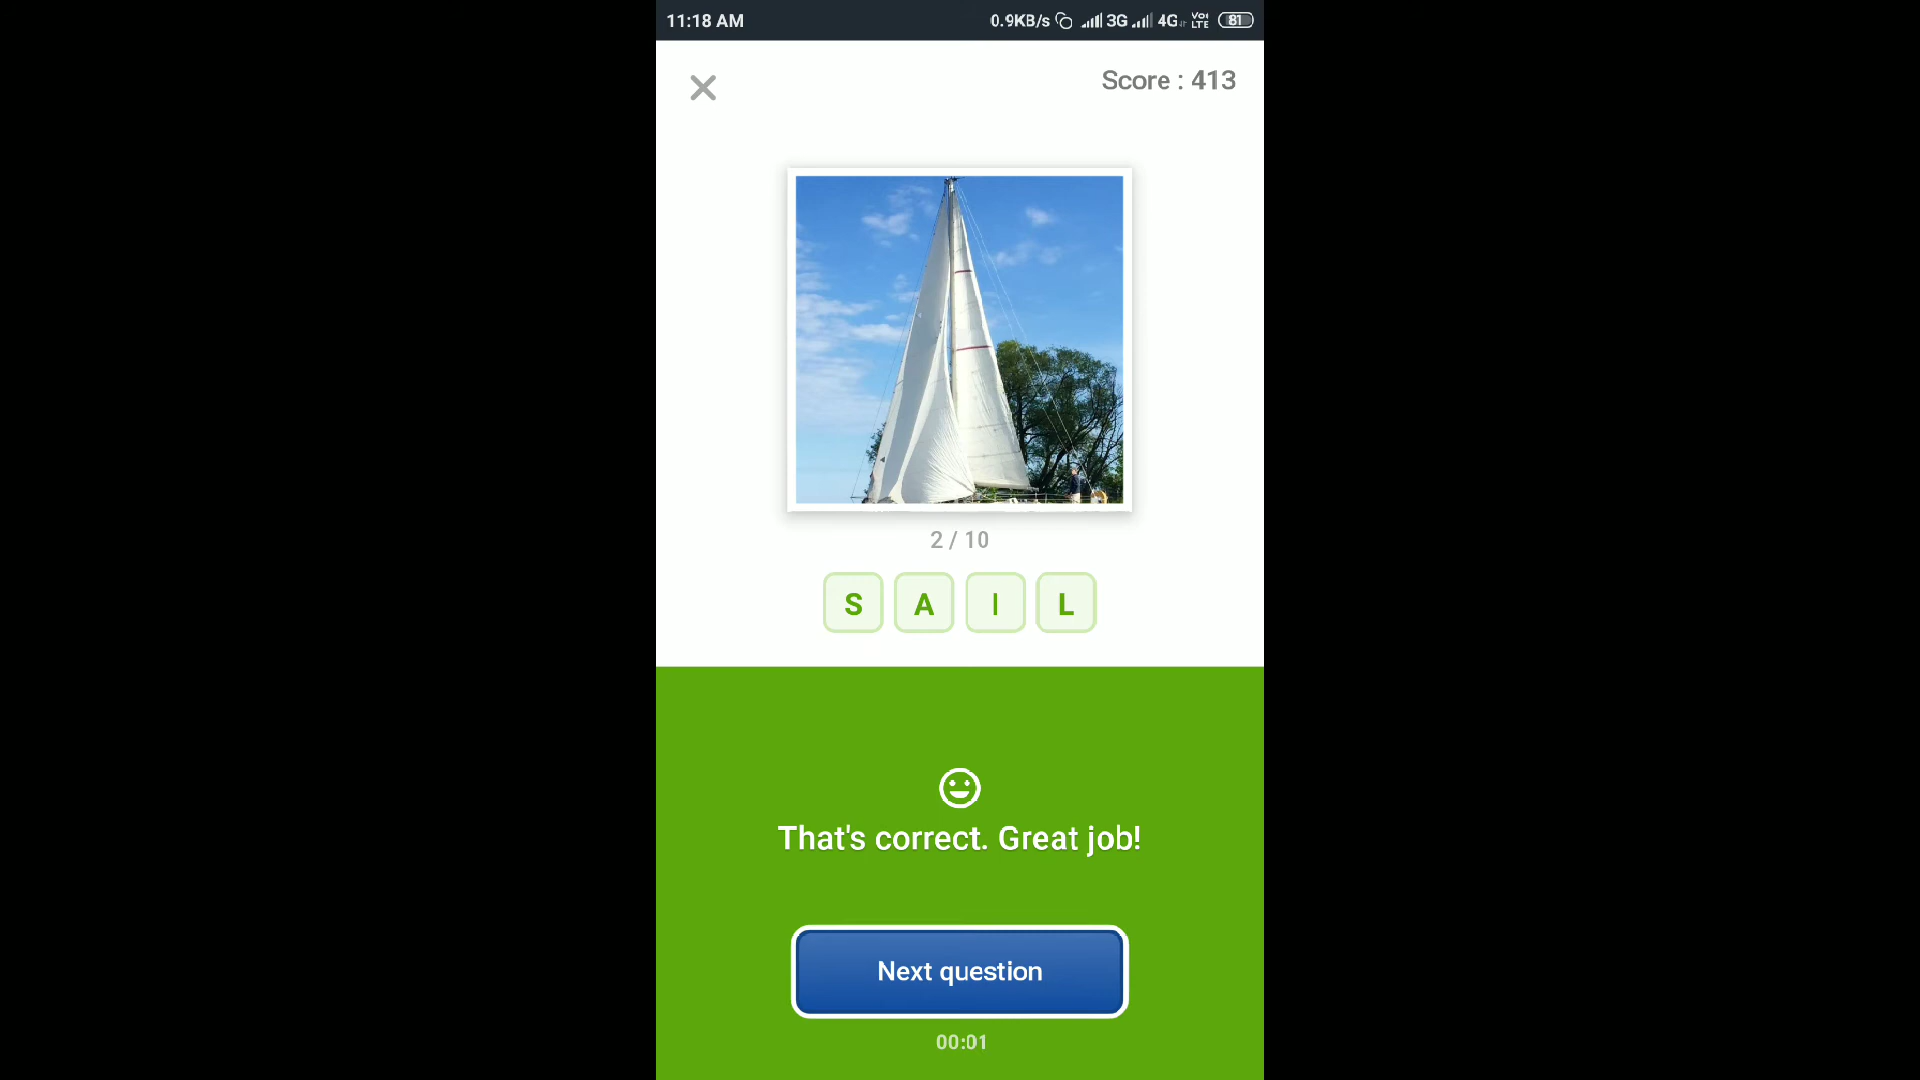 11:18 AM 0.9KB/s 3G 4G VoLTE 81
Score : 413
2 / 10
S A I L
That's correct. Great job!
Next question
00:01